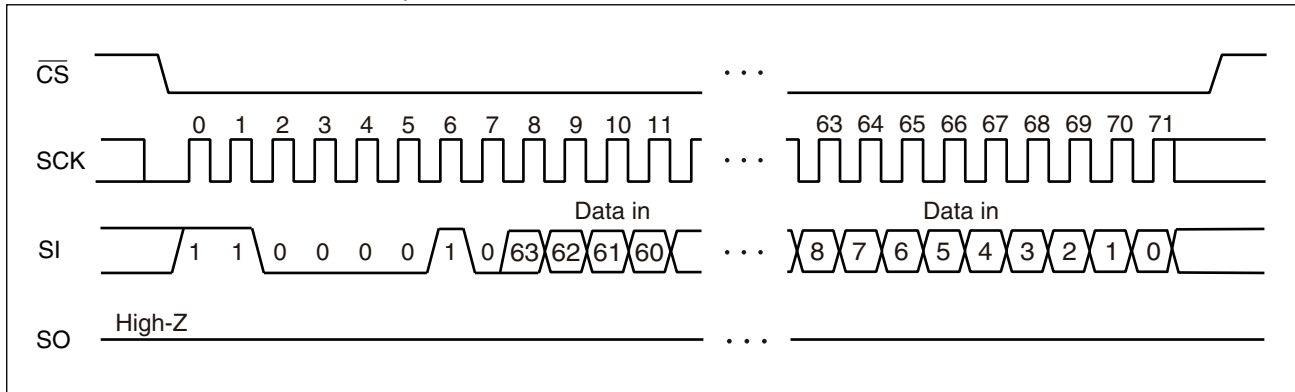 CS
0 1 2 3 4 5 6 7 8 9 10 11 63 64 65 66 67 68 69 70 71
SCK
Data in Data in
SI 1 1 0 0 0 0 1 0 63 62 61 60 8 7 6 5 4 3 2 1 0
High-Z
SO